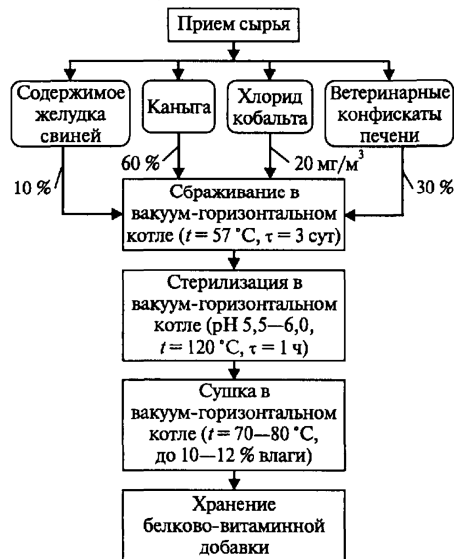 Прием сырья
Содержимое
желудка
свиней
Каныга
Хлорид
кобальта
Ветеринарные
конфискаты
печени
10 %
60 %
20 мг/м³
30 %
Сбраживание в
вакуум-горизонтальном
котле (t = 57 °C, τ = 3 сут)
Стерилизация в
вакуум-горизонтальном
котле (pH 5,5—6,0,
t = 120 °C, τ = 1 ч)
Сушка в
вакуум-горизонтальном
котле (t = 70—80 °C,
до 10—12 % влаги)
Хранение
белково-витаминной
добавки